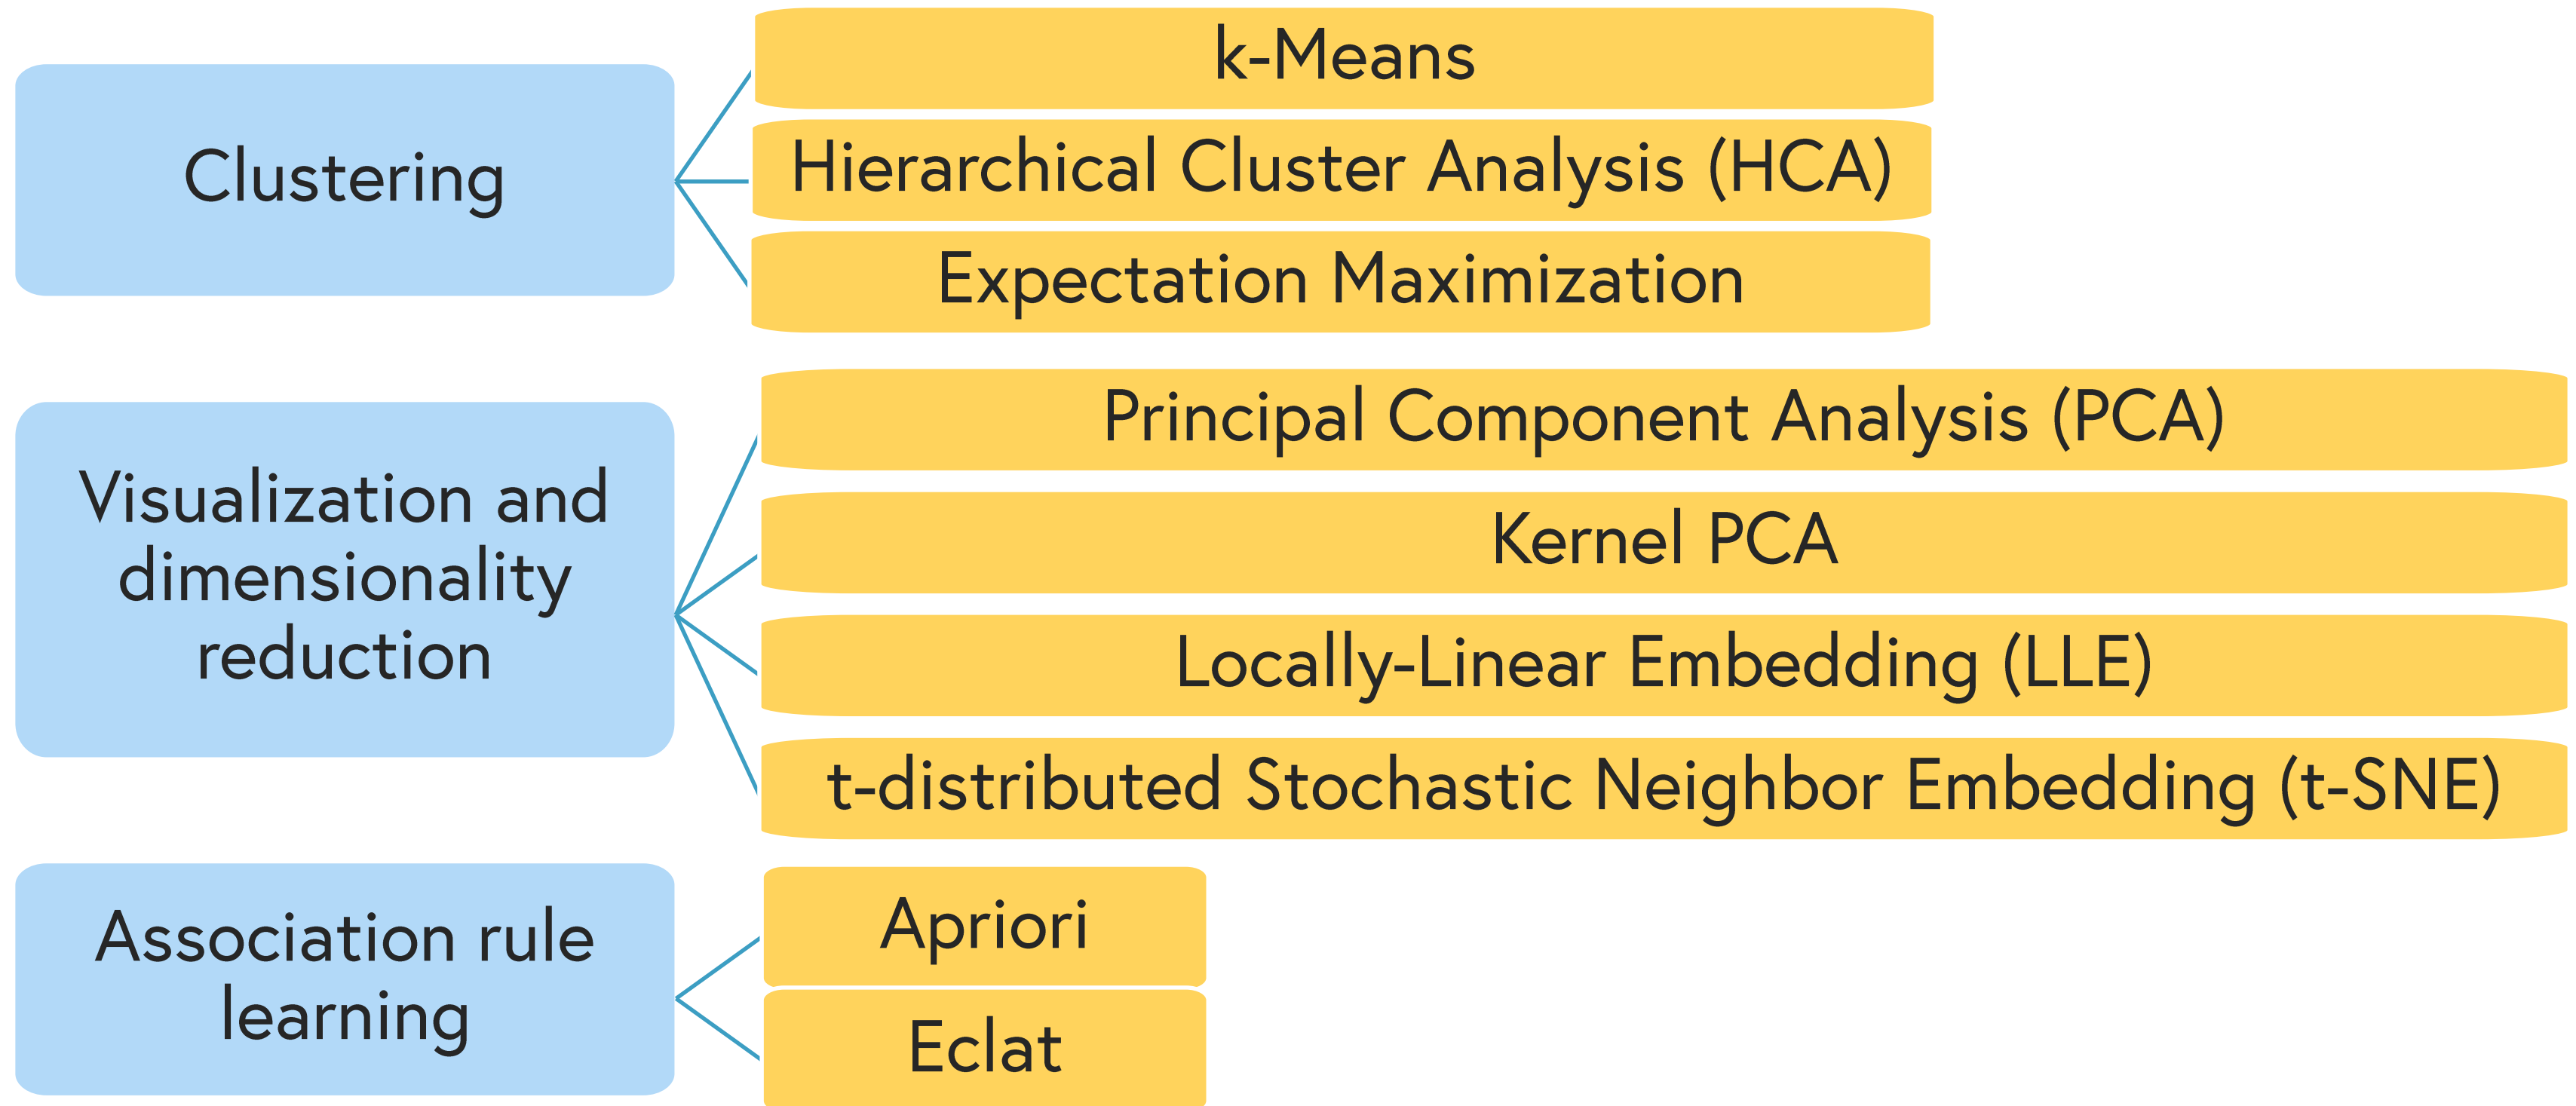 Clustering
k-Means
Hierarchical Cluster Analysis (HCA)
Expectation Maximization
Visualization and
dimensionality
reduction
Principal Component Analysis (PCA)
Kernel PCA
Locally-Linear Embedding (LLE)
t-distributed Stochastic Neighbor Embedding (t-SNE)
Association rule
learning
Apriori
Eclat